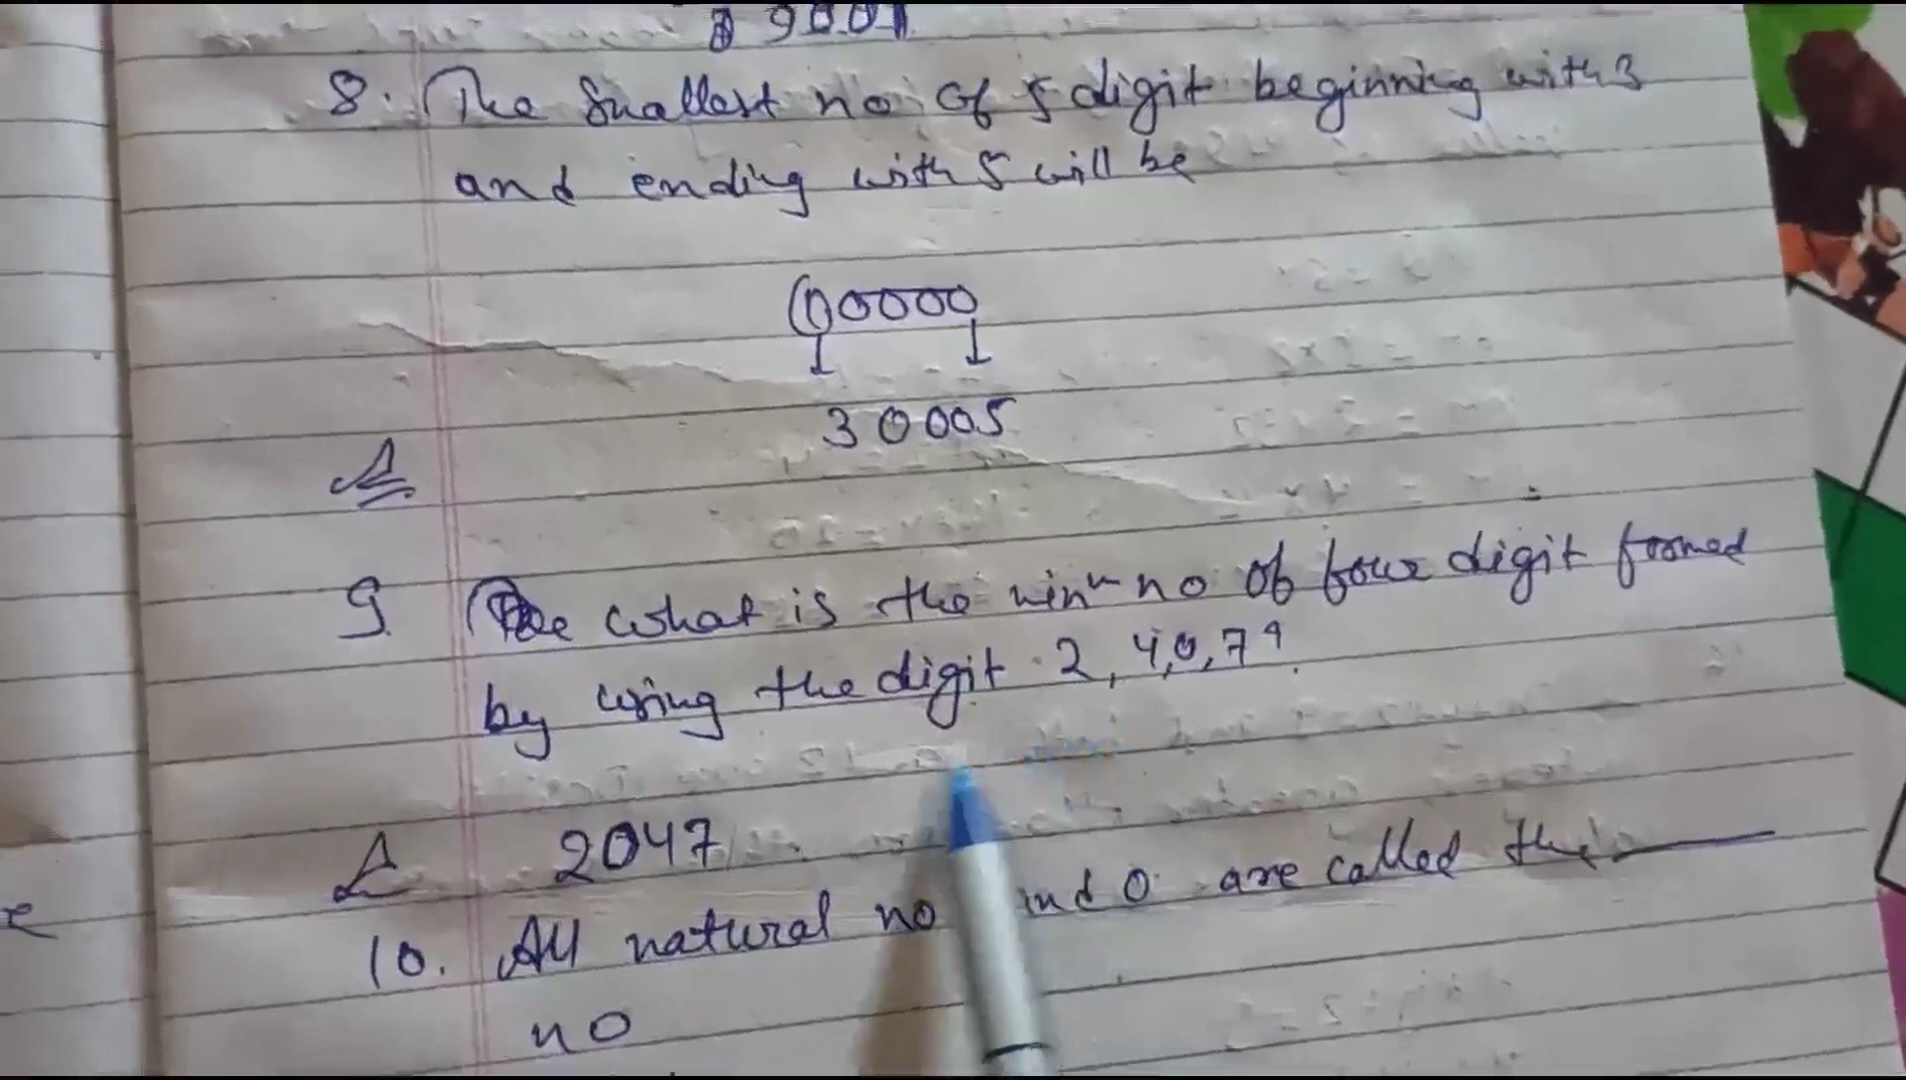 9001
8. The Smallest no of 5 digit beginning with 3
and ending with 5 will be
10000
30005
9. What is the minm no of four digit formed
by using the digit 2, 4, 0, 7?
2047
10. All natural no and 0 are called the
no